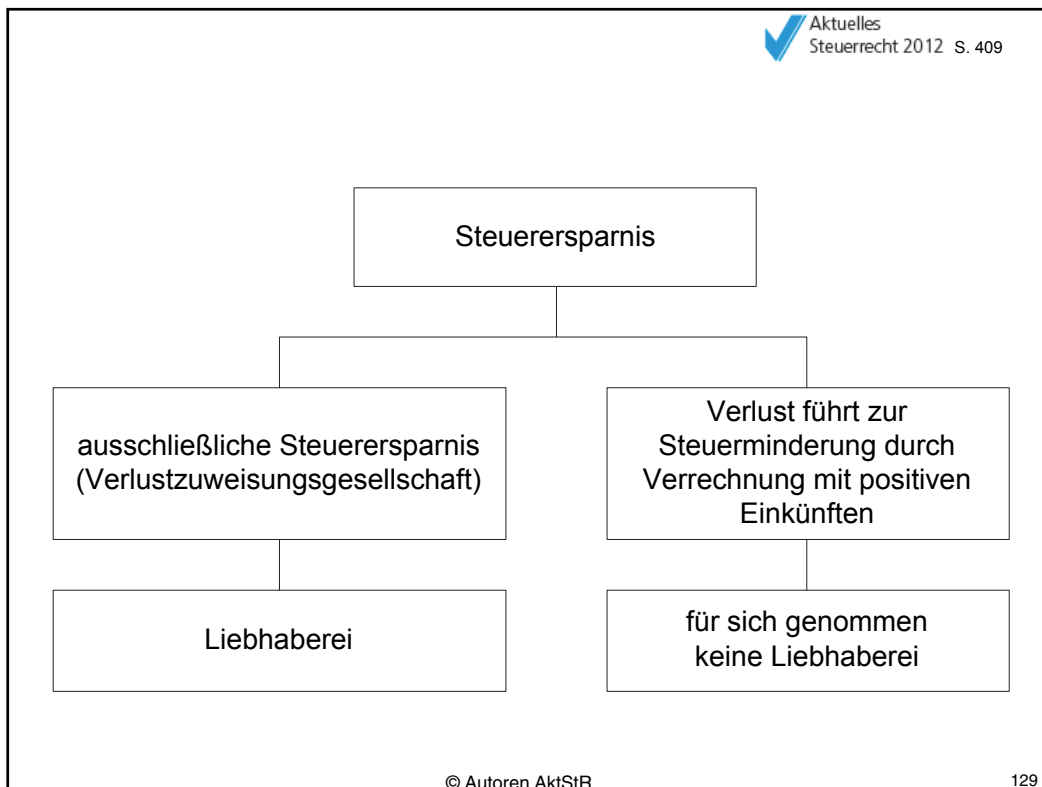 Aktuelles
Steuerrecht 2012 S. 409
Steuerersparnis
ausschließliche Steuerersparnis
(Verlustzuweisungsgesellschaft)
Verlust führt zur
Steuerminderung durch
Verrechnung mit positiven
Einkünften
Liebhaberei
für sich genommen
keine Liebhaberei
© Autoren AktStR
129